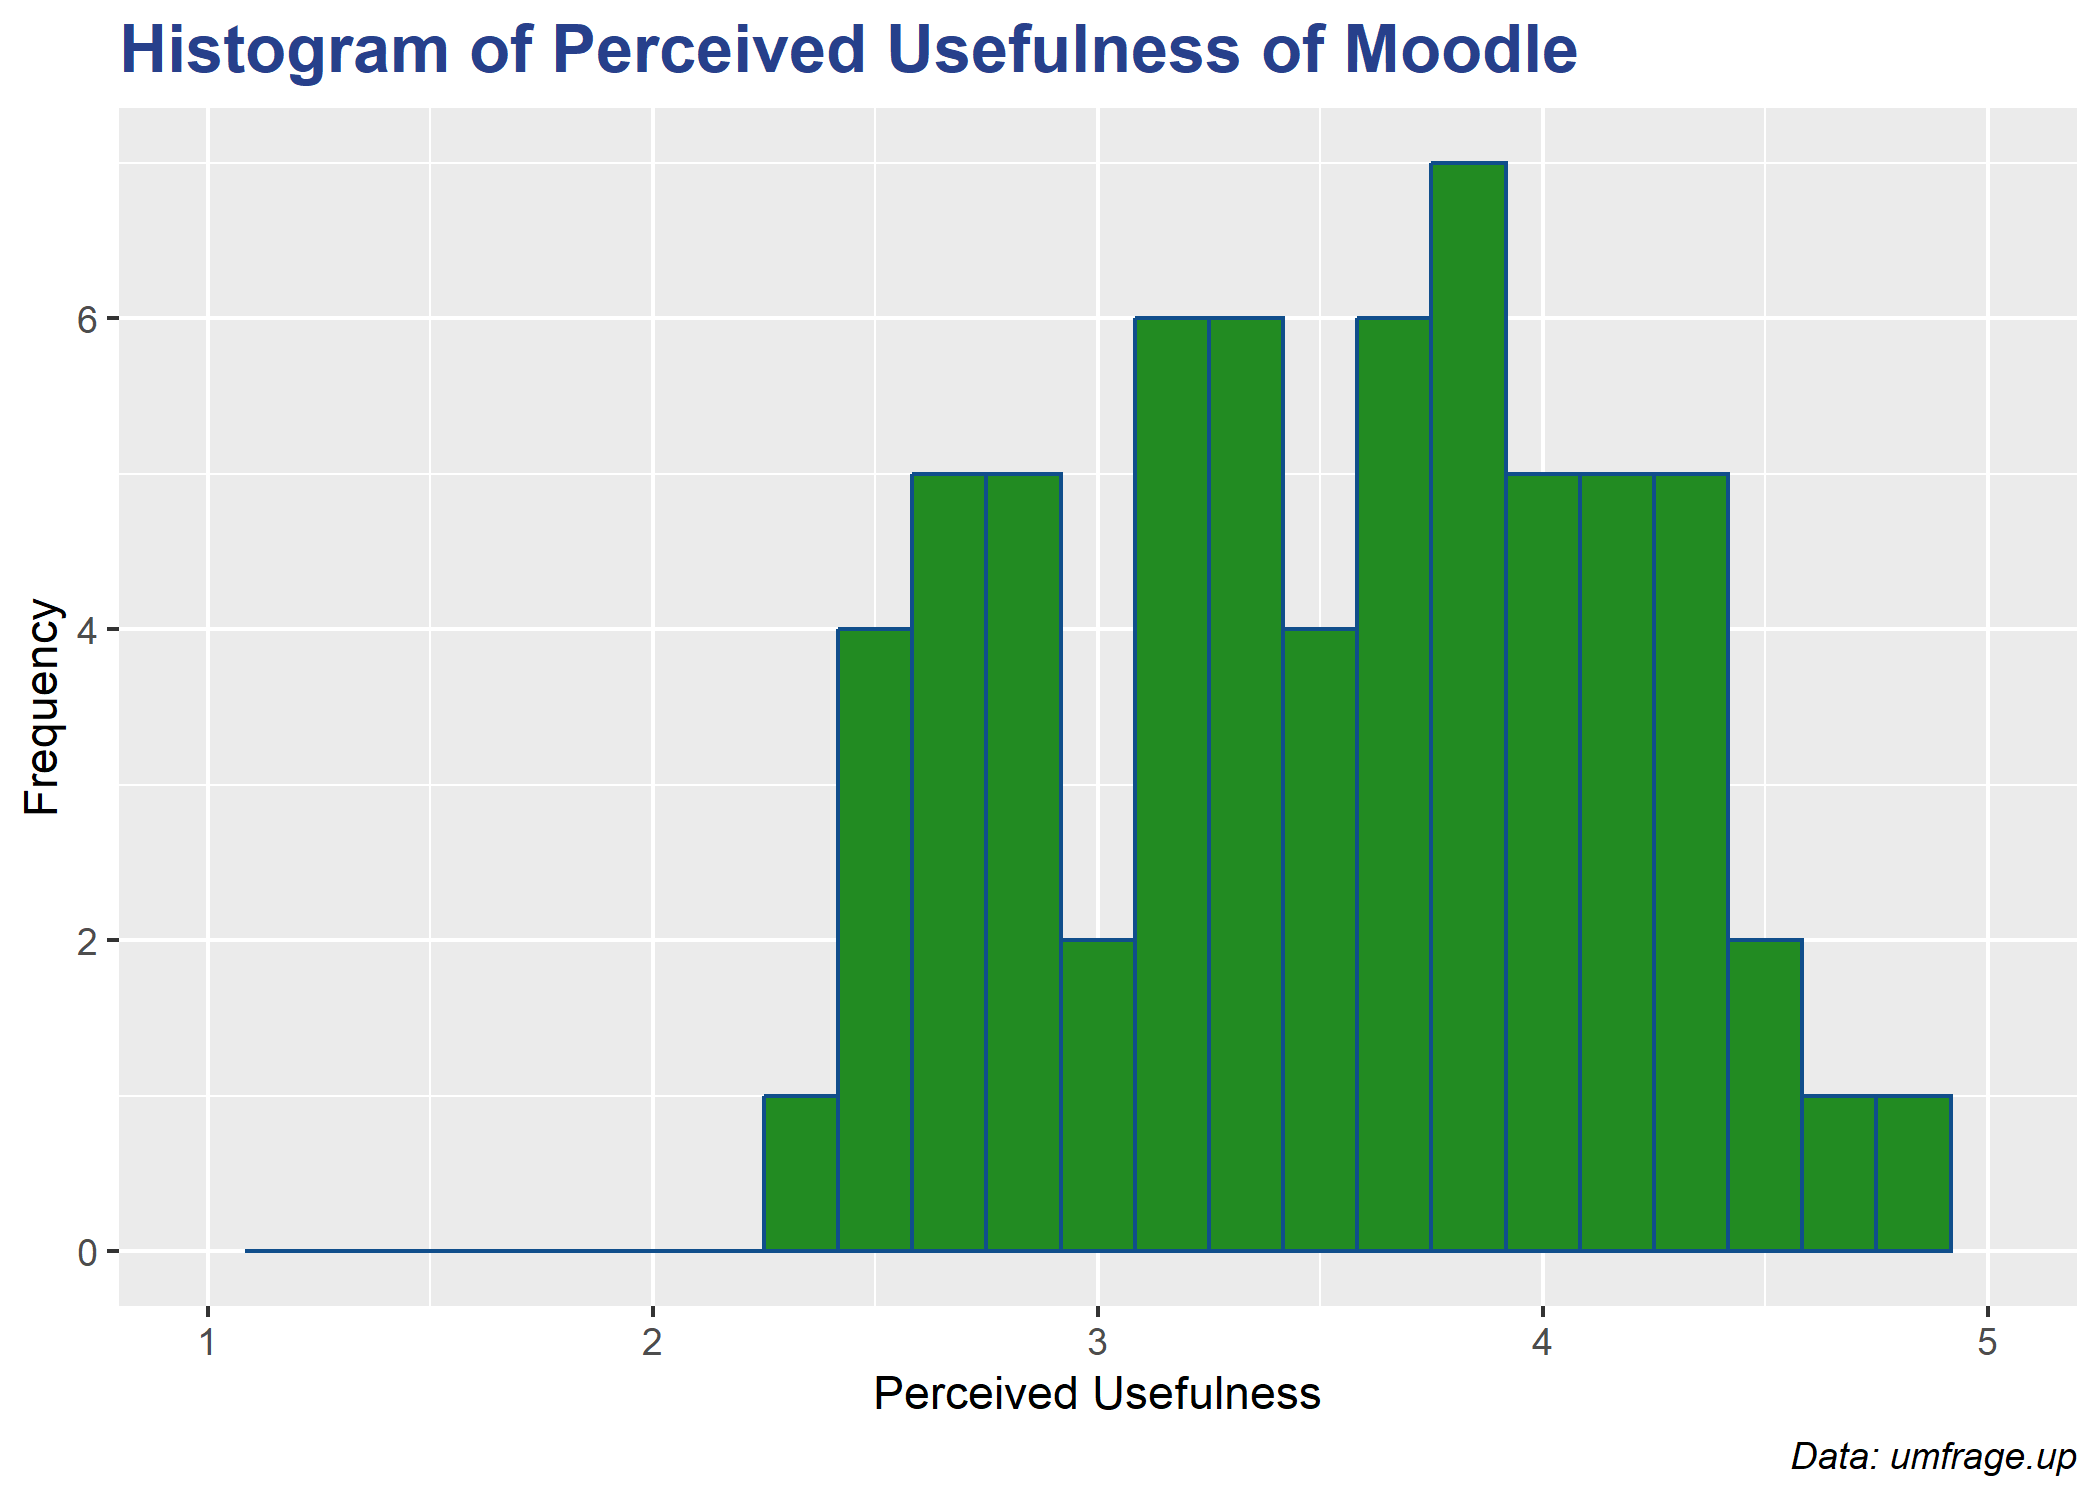 Histogram of Perceived Usefulness of Moodle
6
4
2
0
Frequency
1 2 3 4 5
Perceived Usefulness
Data: umfrage.up